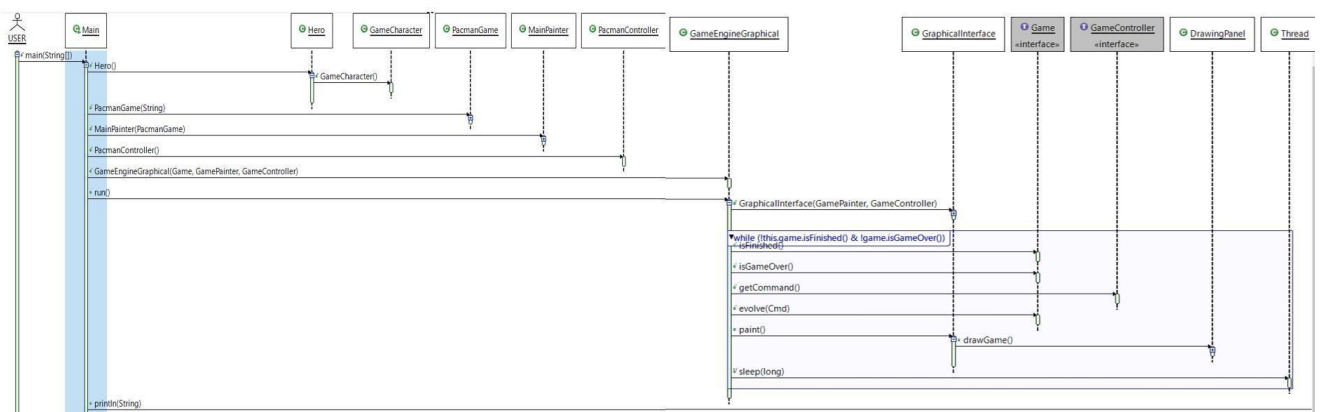 USER
Main
Hero
GameCharacter
PacmanGame
MainPainter
PacmanController
GameEngineGraphical
GraphicalInterface
Game
«interface»
GameController
«interface»
DrawingPanel
Thread
main(String[])
Hero()
GameCharacter()
PacmanGame(String)
MainPainter(PacmanGame)
PacmanController()
GameEngineGraphical(Game, GamePainter, GameController)
run()
GraphicalInterface(GamePainter, GameController)
while (!this.game.isFinished() & !game.isGameOver())
isFinished()
isGameOver()
getCommand()
evolve(Cmd)
paint()
drawGame()
sleep(long)
println(String)